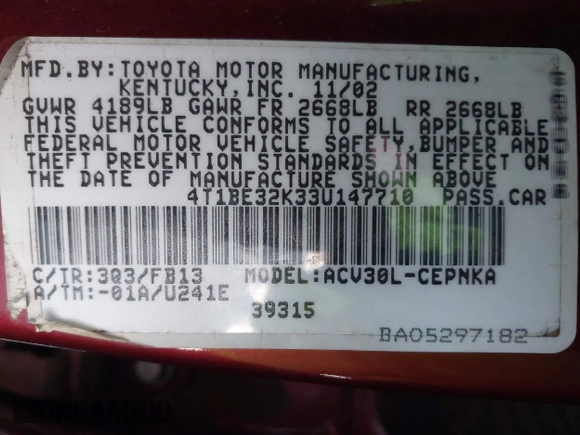 MFD.BY:TOYOTA MOTOR MANUFACTURING,
KENTUCKY,INC. 11/02
GVWR 4189LB GAWR FR 2668LB RR 2668LB
THIS VEHICLE CONFORMS TO ALL APPLICABLE
FEDERAL MOTOR VEHICLE SAFETY,BUMPER AND
THEFT PREVENTION STANDARDS IN EFFECT ON
THE DATE OF MANUFACTURE SHOWN ABOVE
4T1BE32K33U147710 PASS.CAR
C/TR:3Q3/FB13 MODEL:ACV30L-CEPNKA
A/TM:-01A/U241E
39315
BA05297182